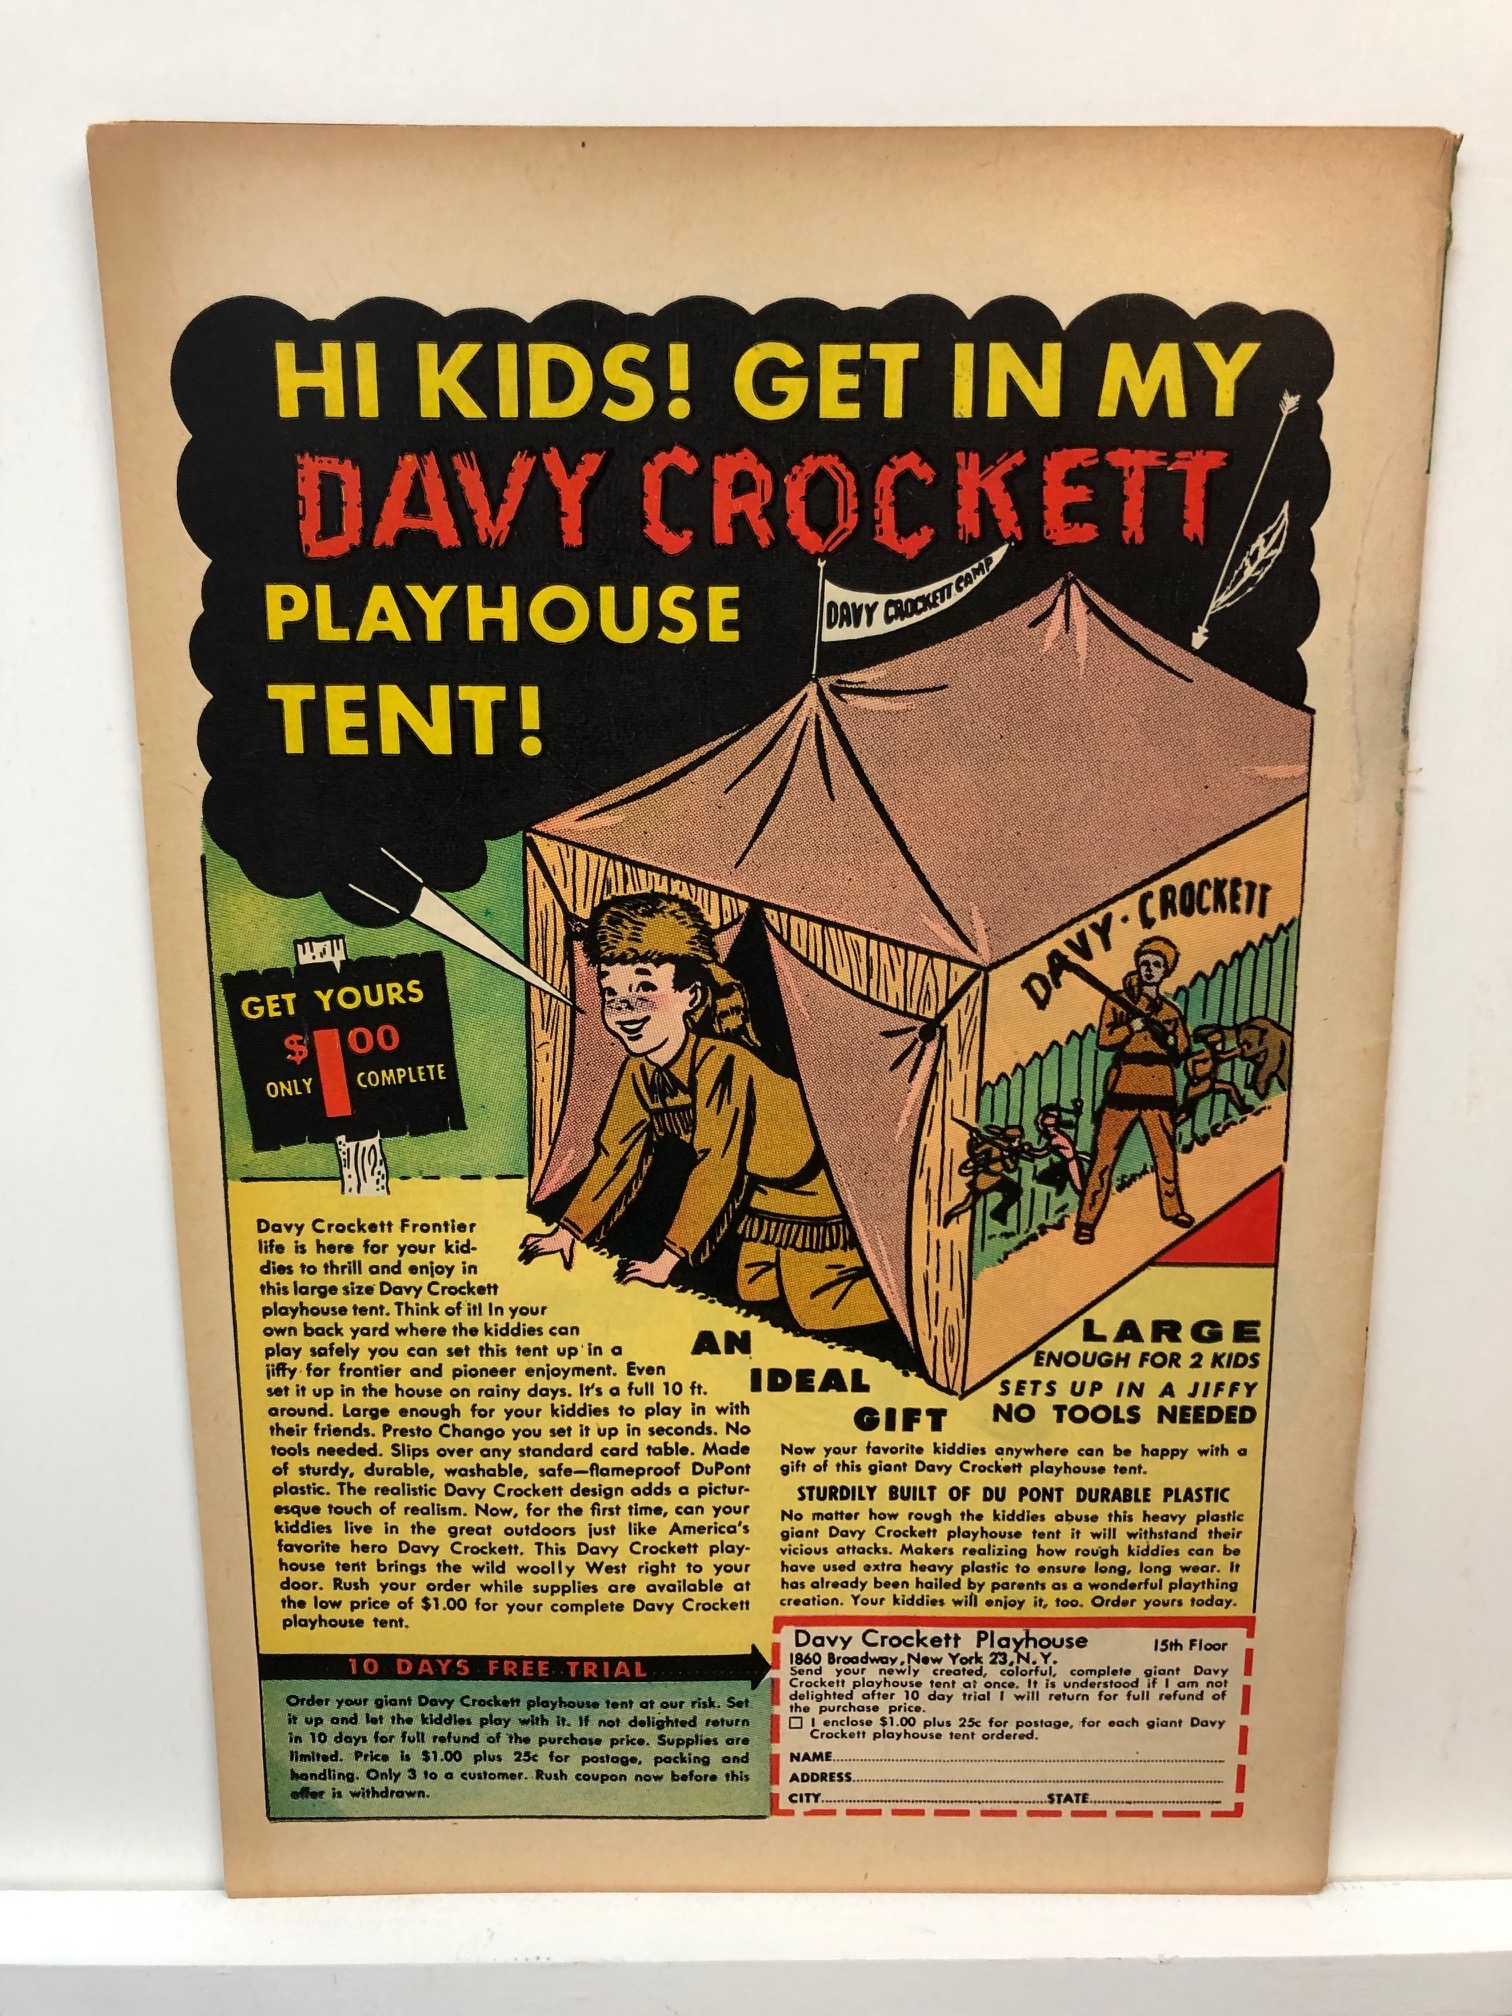 HI KIDS! GET IN MY
DAVY CROCKETT
PLAYHOUSE
TENT!
DAVY CROCKETT CAMP
DAVY · CROCKETT
GET YOURS
$1.00
ONLY COMPLETE
Davy Crockett Frontier
life is here for your kid-
dies to thrill and enjoy in
this large size Davy Crockett
playhouse tent. Think of it! In your
own back yard where the kiddies can
play safely you can set this tent up in a
jiffy for frontier and pioneer enjoyment. Even
set it up in the house on rainy days. It's a full 10 ft.
around. Large enough for your kiddies to play in with
their friends. Presto Chango you set it up in seconds. No
tools needed. Slips over any standard card table. Made
of sturdy, durable, washable, safe—flameproof DuPont
plastic. The realistic Davy Crockett design adds a pictur-
esque touch of realism. Now, for the first time, can your
kiddies live in the great outdoors just like America's
favorite hero Davy Crockett. This Davy Crockett play-
house tent brings the wild woolly West right to your
door. Rush your order while supplies are available at
the low price of $1.00 for your complete Davy Crockett
playhouse tent.
AN
IDEAL
GIFT
LARGE
ENOUGH FOR 2 KIDS
SETS UP IN A JIFFY
NO TOOLS NEEDED
Now your favorite kiddies anywhere can be happy with a
gift of this giant Davy Crockett playhouse tent.
STURDILY BUILT OF DU PONT DURABLE PLASTIC
No matter how rough the kiddies abuse this heavy plastic
giant Davy Crockett playhouse tent it will withstand their
vicious attacks. Makers realizing how rough kiddies can be
have used extra heavy plastic to ensure long, long wear. It
has already been hailed by parents as a wonderful plaything
creation. Your kiddies will enjoy it, too. Order yours today.
10 DAYS FREE TRIAL
Order your giant Davy Crockett playhouse tent at our risk. Set
it up and let the kiddies play with it. If not delighted return
in 10 days for full refund of the purchase price. Supplies are
limited. Price is $1.00 plus 25c for postage, packing and
handling. Only 3 to a customer. Rush coupon now before this
offer is withdrawn.
Davy Crockett Playhouse 15th Floor
1860 Broadway, New York 23, N. Y.
Send your newly created, colorful, complete giant Davy
Crockett playhouse tent at once. It is understood if I am not
delighted after 10 day trial I will return for full refund of
the purchase price.
☐ I enclose $1.00 plus 25c for postage, for each giant Davy
Crockett playhouse tent ordered.
NAME
ADDRESS
CITY STATE